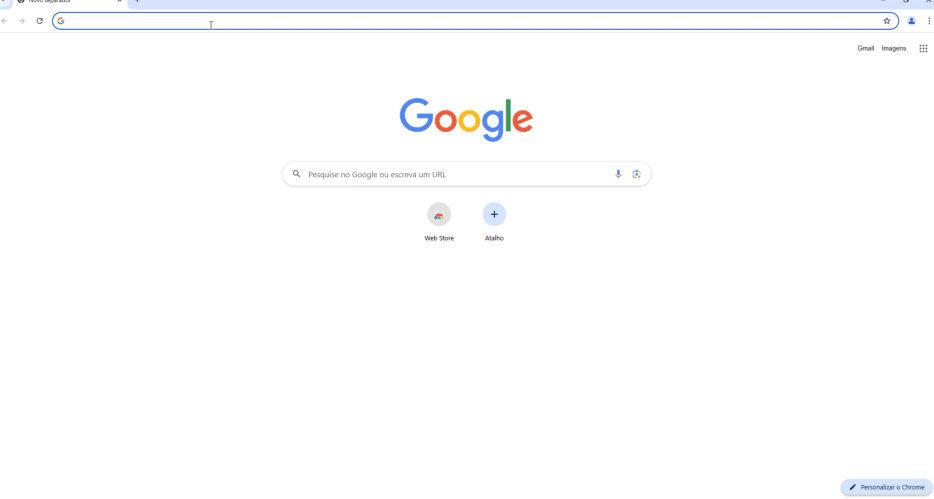 Novo separador
Gmail Imagens
Google
Pesquise no Google ou escreva um URL
Web Store Atalho
Personalizar o Chrome